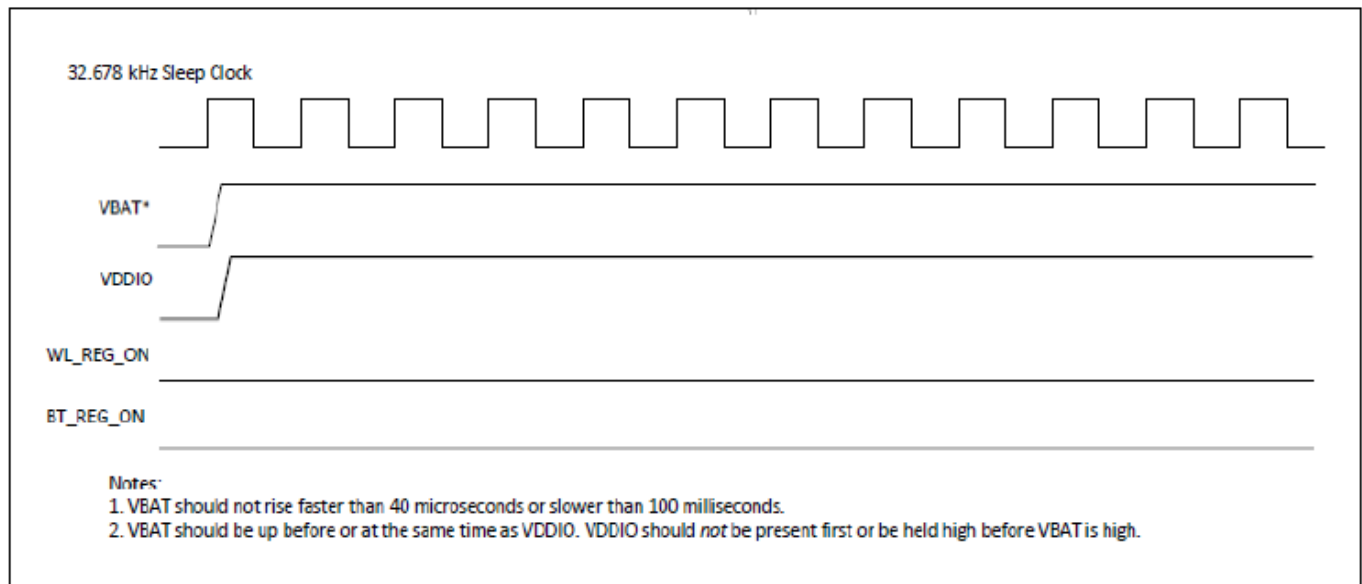 32.678 kHz Sleep Clock
VBAT*
VDDIO
WL_REG_ON
BT_REG_ON
Notes:
1. VBAT should not rise faster than 40 microseconds or slower than 100 milliseconds.
2. VBAT should be up before or at the same time as VDDIO. VDDIO should not be present first or be held high before VBAT is high.